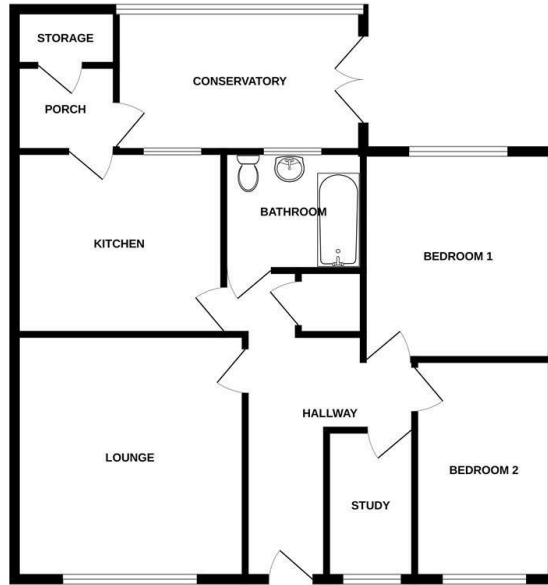 STORAGE
CONSERVATORY
PORCH
BATHROOM
KITCHEN
BEDROOM 1
HALLWAY
LOUNGE
BEDROOM 2
STUDY